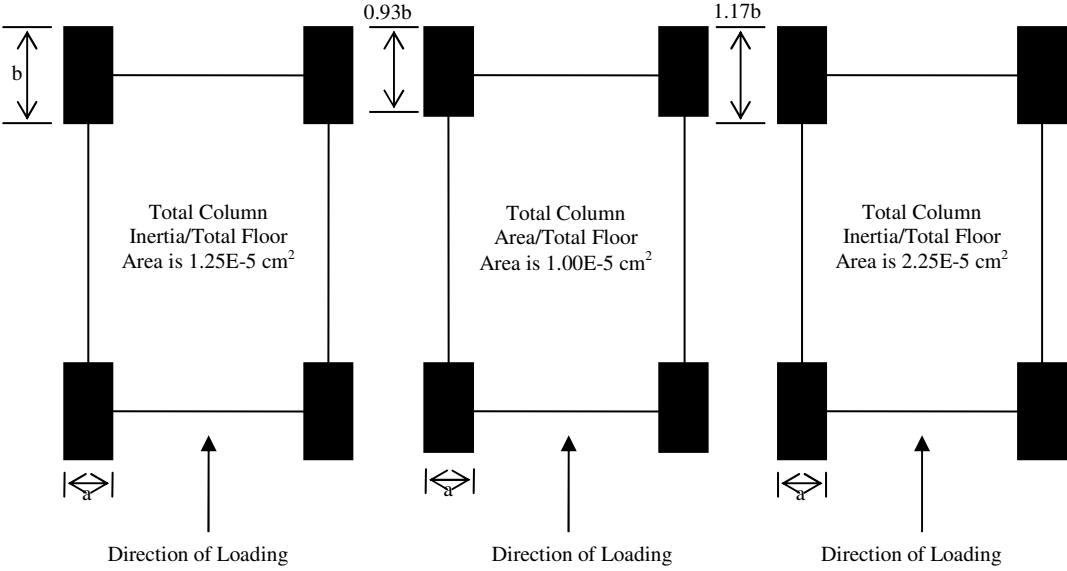 0.93b
1.17b
b
Total Column
Inertia/Total Floor
Area is 1.25E-5 cm²
Total Column
Area/Total Floor
Area is 1.00E-5 cm²
Total Column
Inertia/Total Floor
Area is 2.25E-5 cm²
a
a
a
Direction of Loading
Direction of Loading
Direction of Loading